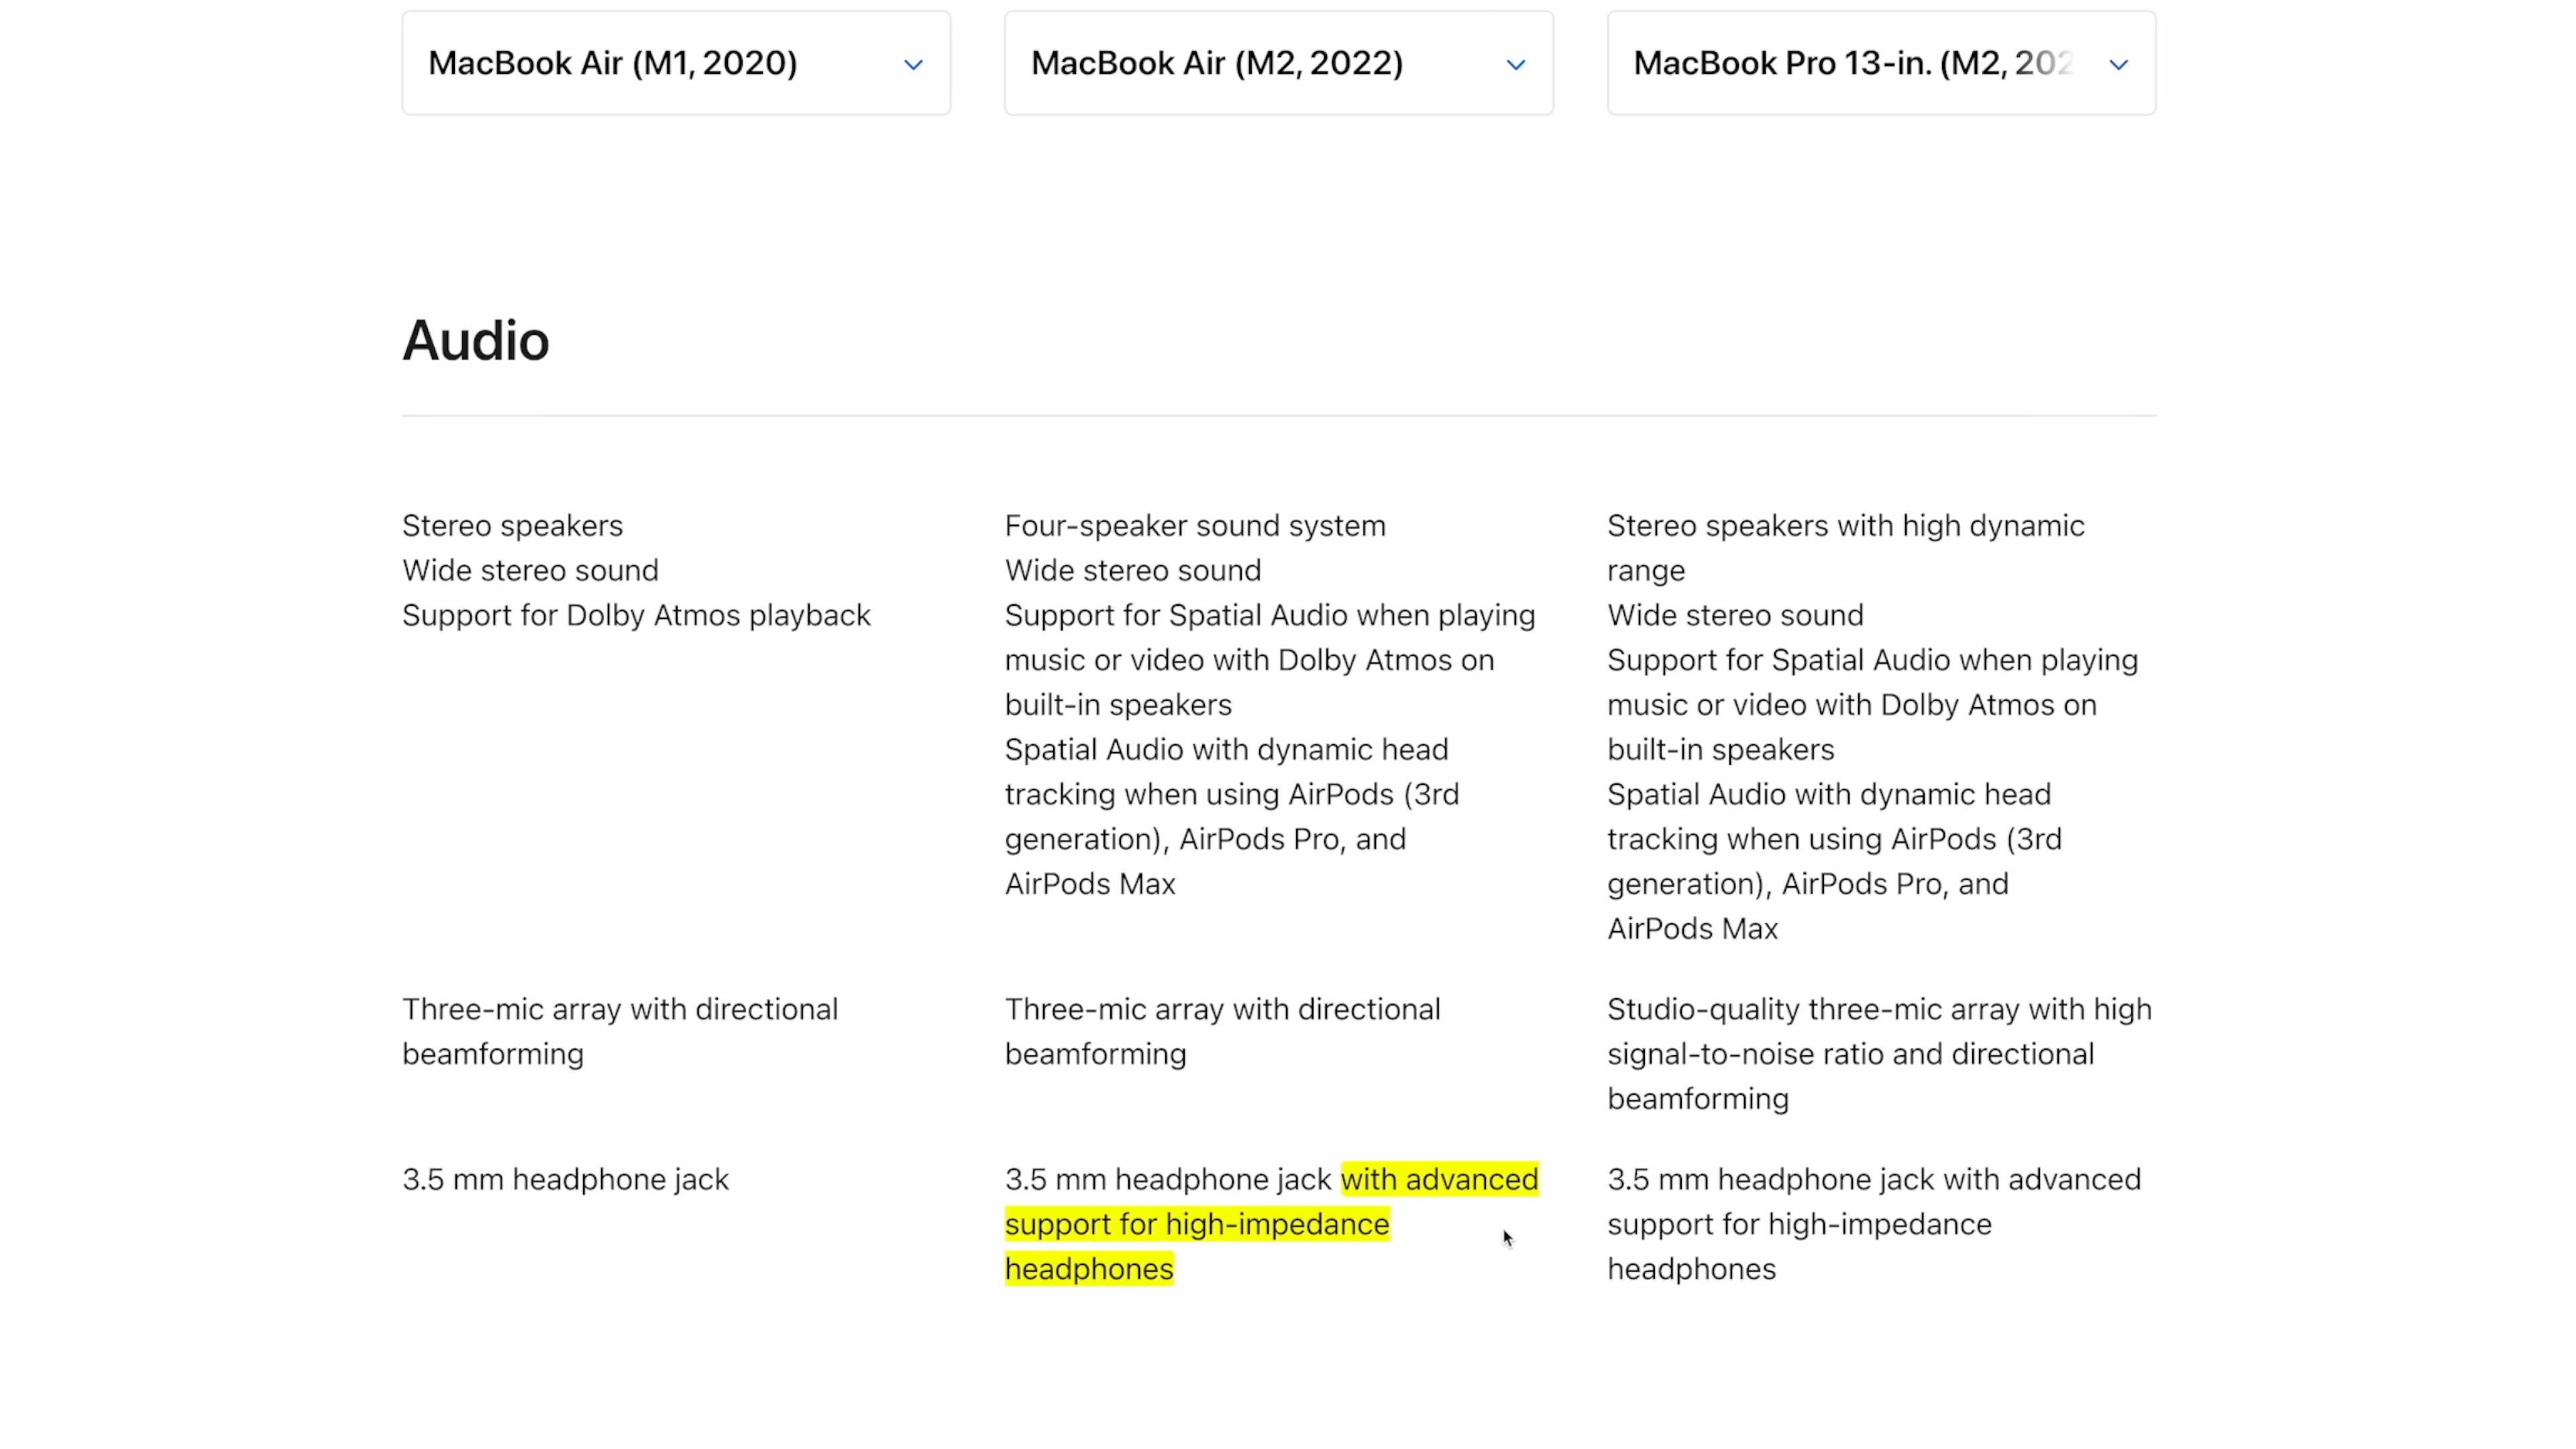 MacBook Air (M1, 2020)
MacBook Air (M2, 2022)
MacBook Pro 13-in. (M2, 202
Audio
Stereo speakers
Wide stereo sound
Support for Dolby Atmos playback
Four-speaker sound system
Wide stereo sound
Support for Spatial Audio when playing
music or video with Dolby Atmos on
built-in speakers
Spatial Audio with dynamic head
tracking when using AirPods (3rd
generation), AirPods Pro, and
AirPods Max
Stereo speakers with high dynamic
range
Wide stereo sound
Support for Spatial Audio when playing
music or video with Dolby Atmos on
built-in speakers
Spatial Audio with dynamic head
tracking when using AirPods (3rd
generation), AirPods Pro, and
AirPods Max
Three-mic array with directional
beamforming
Three-mic array with directional
beamforming
Studio-quality three-mic array with high
signal-to-noise ratio and directional
beamforming
3.5 mm headphone jack
3.5 mm headphone jack with advanced
support for high-impedance
headphones
3.5 mm headphone jack with advanced
support for high-impedance
headphones